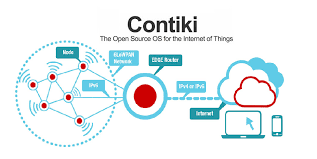 Contiki
The Open Source OS for the Internet of Things
Node
6LoWPAN
Network
EDGE Router
IPv6
IPv4 or IPv6
Internet